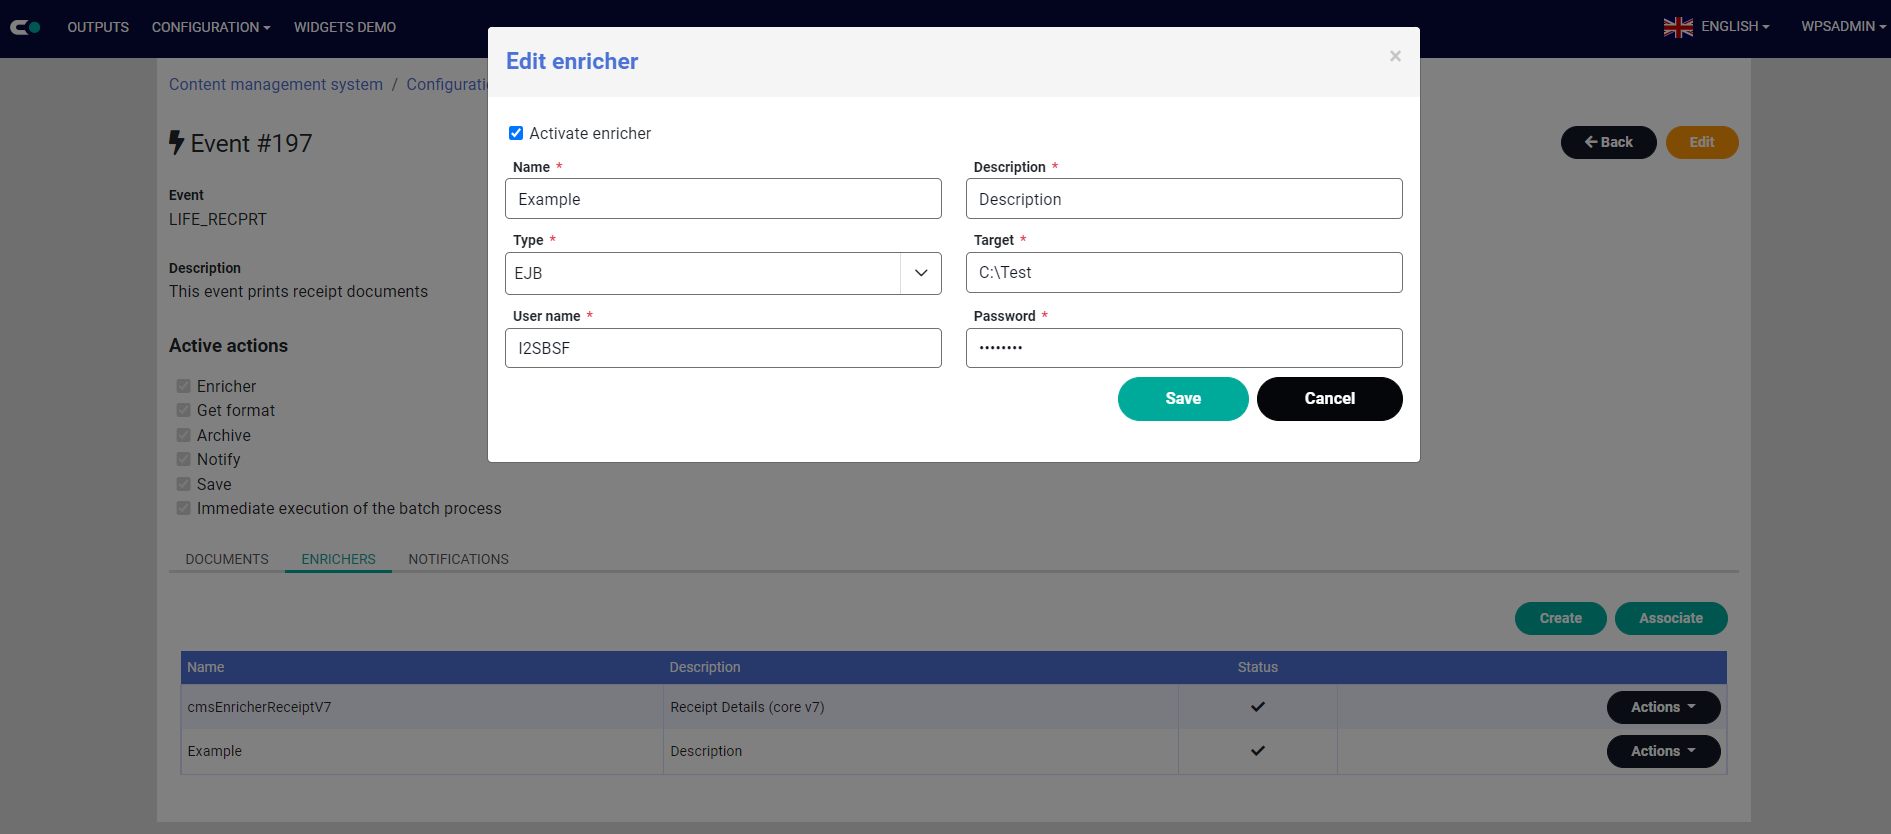 OUTPUTS CONFIGURATION WIDGETS DEMO ENGLISH WPSADMIN
Edit enricher ×
Content management system / Configurati
Activate enricher
Event #197 Back Edit
Name * Description *
Example Description
Event
LIFE_RECPRT
Type * Target *
EJB C:\Test
Description
This event prints receipt documents
User name * Password *
I2SBSF ••••••••
Active actions
Save Cancel
Enricher
Get format
Archive
Notify
Save
Immediate execution of the batch process
DOCUMENTS ENRICHERS NOTIFICATIONS
Create Associate
Name Description Status
cmsEnricherReceiptV7 Receipt Details (core v7) Actions
Example Description Actions